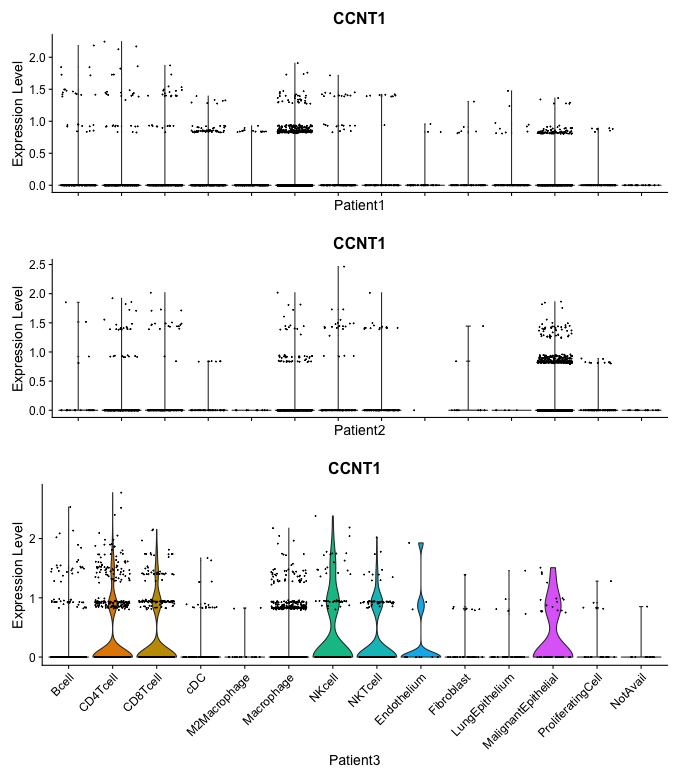 CCNT1
Expression Level
2.0
1.5
1.0
0.5
0.0
Patient1
CCNT1
Expression Level
2.5
2.0
1.5
1.0
0.5
0.0
Patient2
CCNT1
Expression Level
2
1
0
Bcell
CD4Tcell
CD8Tcell
cDC
M2Macrophage
Macrophage
NKcell
NKTcell
Endothelium
Fibroblast
LungEpithelium
MalignantEpithelial
ProliferatingCell
NotAvail
Patient3